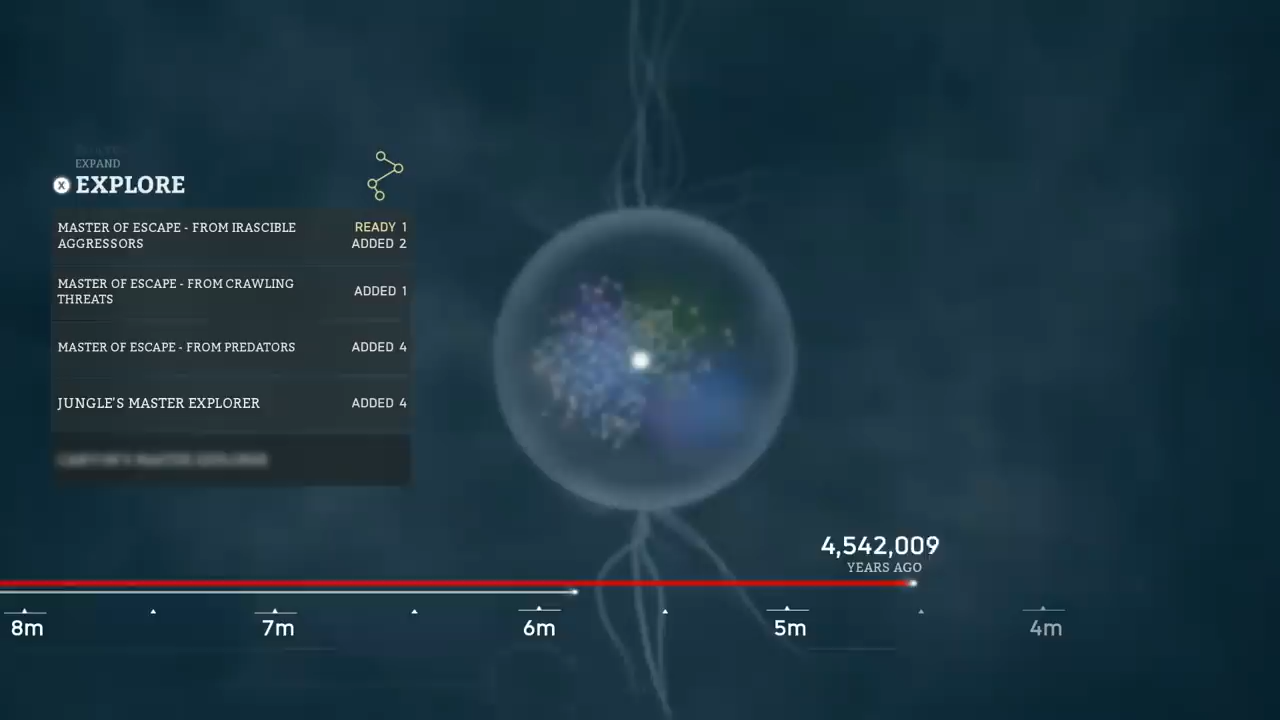 EXPAND
X EXPLORE
MASTER OF ESCAPE - FROM IRASCIBLE AGGRESSORS
READY 1
ADDED 2
MASTER OF ESCAPE - FROM CRAWLING THREATS
ADDED 1
MASTER OF ESCAPE - FROM PREDATORS
ADDED 4
JUNGLE'S MASTER EXPLORER
ADDED 4
4,542,009
YEARS AGO
8m 7m 6m 5m 4m